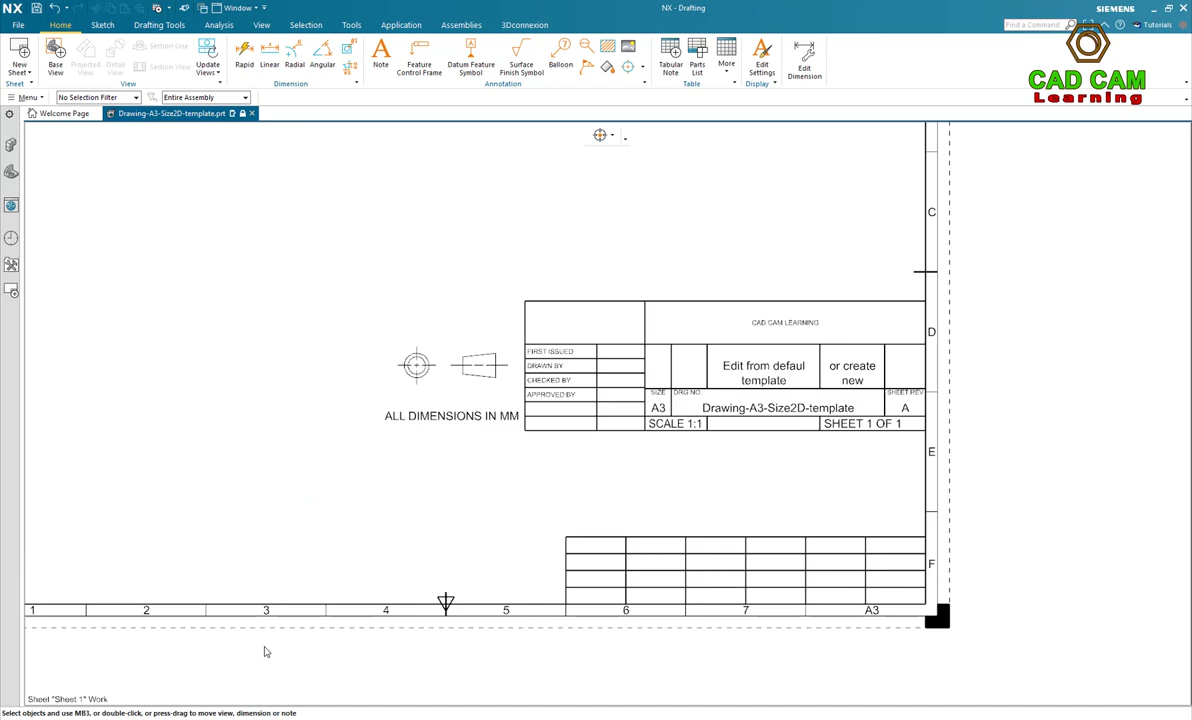 NX
Window
NX - Drafting
SIEMENS
File
Home
Sketch
Drafting Tools
Analysis
View
Selection
Tools
Application
Assemblies
3Dconnexion
Find a Command
Tutorials
New Sheet
Base View
Projected View
Detail View
Section Line
Section View
Update Views
Rapid
Linear
Radial
Angular
Note
Feature Control Frame
Datum Feature Symbol
Surface Finish Symbol
Balloon
Tabular Note
Parts List
More
Edit Settings
Edit Dimension
Sheet
View
Dimension
Annotation
Table
Display
CAD CAM
Learning
Menu
No Selection Filter
Entire Assembly
Welcome Page
Drawing-A3-Size2D-template.prt
C
D
E
F
CAD CAM LEARNING
FIRST ISSUED
DRAWN BY
CHECKED BY
APPROVED BY
Edit from defaul
template
or create
new
SIZE
DRG NO.
SHEET REV
A3
Drawing-A3-Size2D-template
A
SCALE 1:1
SHEET 1 OF 1
ALL DIMENSIONS IN MM
1
2
3
4
5
6
7
A3
Sheet "Sheet 1" Work
Select objects and use MB3, or double-click, or press-drag to move view, dimension or note